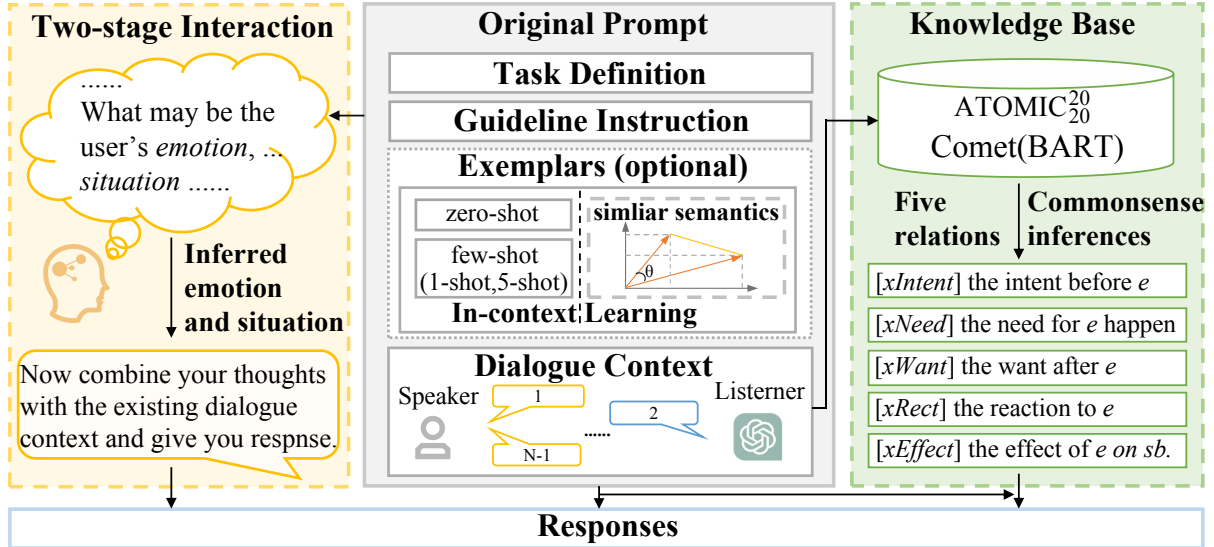 Two-stage Interaction
......
What may be the
user's emotion, ...
situation ......
Inferred
emotion
and situation
Now combine your thoughts
with the existing dialogue
context and give you respnse.
Original Prompt
Task Definition
Guideline Instruction
Exemplars (optional)
zero-shot
few-shot
(1-shot,5-shot)
simliar semantics
θ
In-context Learning
Dialogue Context
Speaker
1
2
......
N-1
Listerner
Knowledge Base
ATOMIC²⁰₂₀
Comet(BART)
Five
relations
Commonsense
inferences
[xIntent] the intent before e
[xNeed] the need for e happen
[xWant] the want after e
[xRect] the reaction to e
[xEffect] the effect of e on sb.
Responses